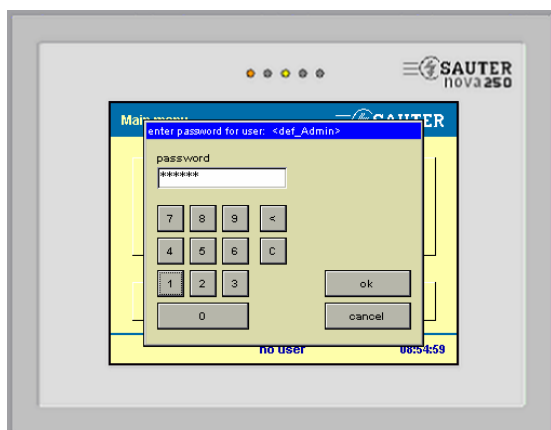 SAUTER
nova250
Main menu
SAUTER
enter password for user: <def_Admin>
password
******
7 8 9 <
4 5 6 C
1 2 3
ok
0
cancel
no user
08:54:59